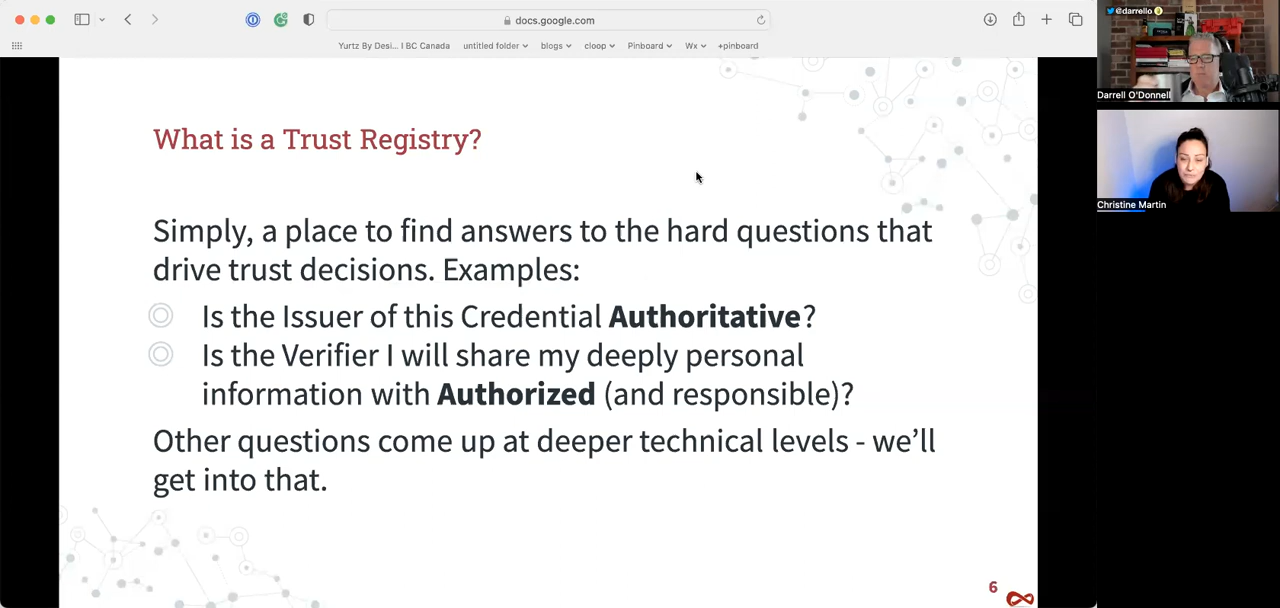 docs.google.com
Yurtz By Desi... | BC Canada
untitled folder
blogs
cloop
Pinboard
Wx
+pinboard
@darrello
Darrell O'Donnell
Christine Martin
What is a Trust Registry?
Simply, a place to find answers to the hard questions that
drive trust decisions. Examples:
Is the Issuer of this Credential Authoritative?
Is the Verifier I will share my deeply personal
information with Authorized (and responsible)?
Other questions come up at deeper technical levels - we’ll
get into that.
6